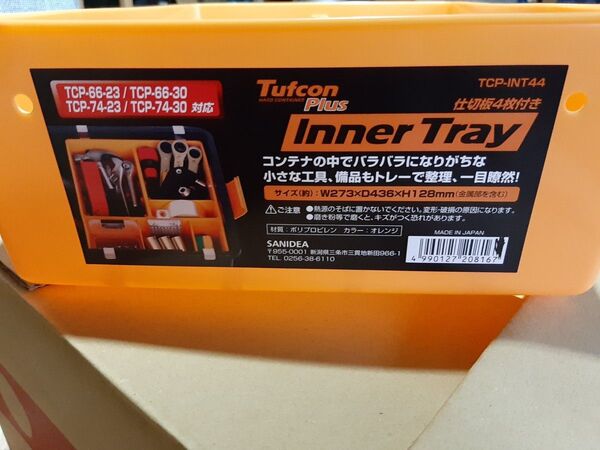 TCP-66-23 / TCP-66-30
TCP-74-23 / TCP-74-30 対応
Tufcon
HARD CONTAINER
Plus
TCP-INT44
仕切板4枚付き
Inner Tray
コンテナの中でバラバラになりがちな
小さな工具、備品もトレーで整理、一目瞭然!
サイズ(約):W273×D436×H128mm(金属部を含む)
⚠ご注意 ●熱源のそばに置かないでください。変形・破損の原因になります。
●磨き粉等で磨くと、キズがつく恐れがあります。
材質:ポリプロピレン カラー:オレンジ
SANIDEA
〒955-0001 新潟県三条市三貫地新田966-1
TEL. 0256-38-6110
MADE IN JAPAN
4 990127 208167